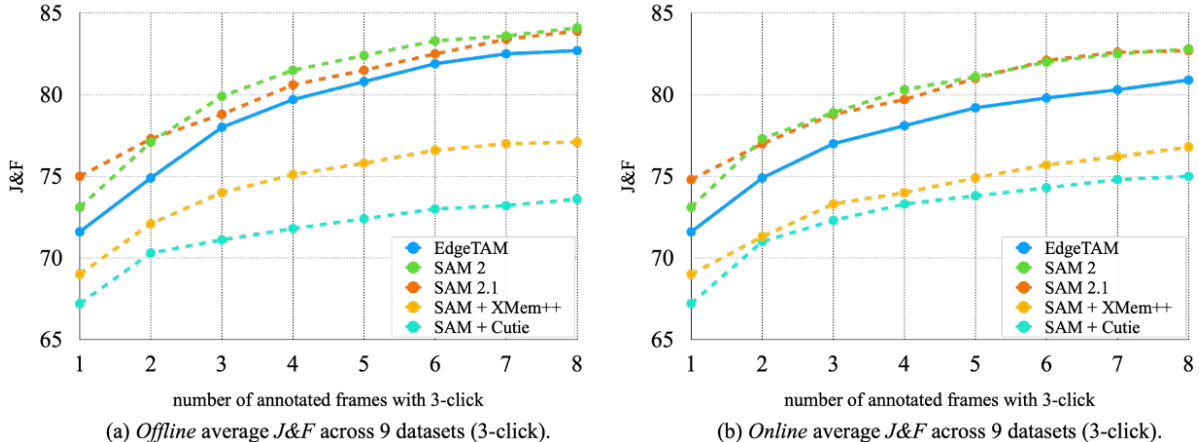 85
80
75
70
65
J&F
1 2 3 4 5 6 7 8
EdgeTAM
SAM 2
SAM 2.1
SAM + XMem++
SAM + Cutie
number of annotated frames with 3-click
(a) Offline average J&F across 9 datasets (3-click).
85
80
75
70
65
J&F
1 2 3 4 5 6 7 8
EdgeTAM
SAM 2
SAM 2.1
SAM + XMem++
SAM + Cutie
number of annotated frames with 3-click
(b) Online average J&F across 9 datasets (3-click).